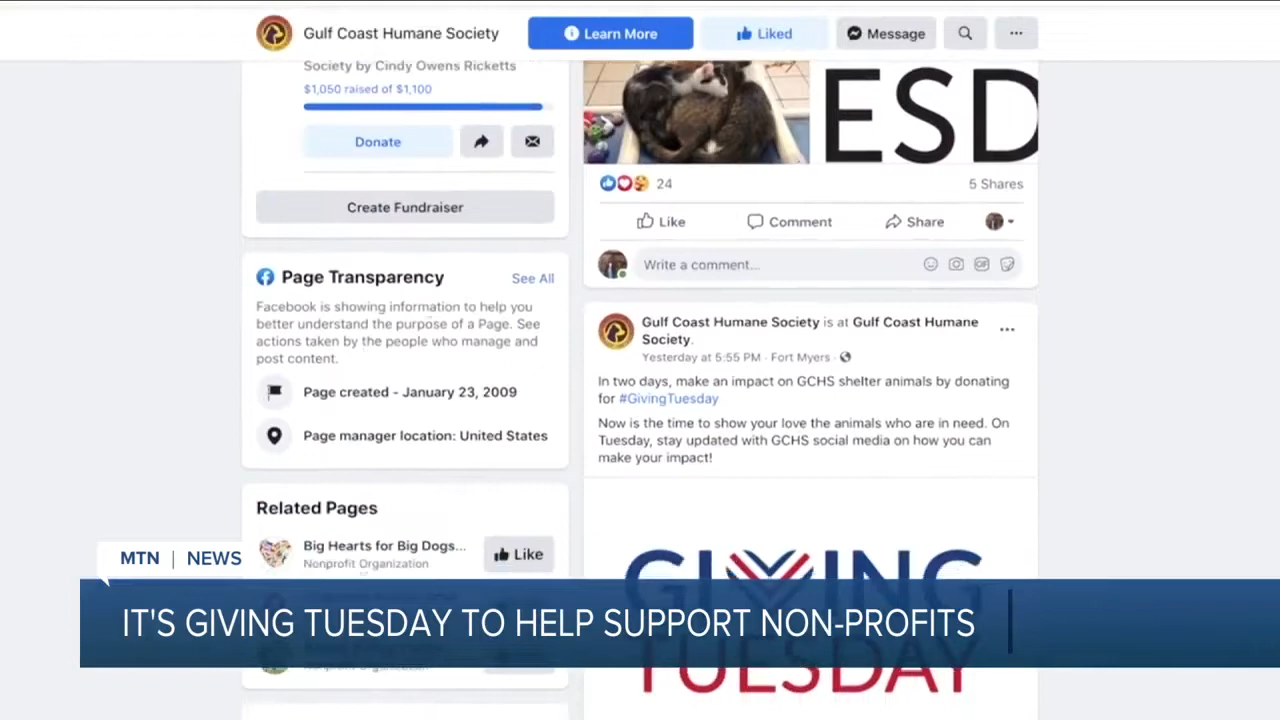 Gulf Coast Humane Society
Learn More
Liked
Message
Society by Cindy Owens Ricketts
$1,050 raised of $1,100
Donate
Create Fundraiser
Page Transparency
See All
Facebook is showing information to help you
better understand the purpose of a Page. See
actions taken by the people who manage and
post content.
Page created - January 23, 2009
Page manager location: United States
Related Pages
Big Hearts for Big Dogs...
Nonprofit Organization
Like
ESD
24
5 Shares
Like
Comment
Share
Write a comment...
GIF
Gulf Coast Humane Society is at Gulf Coast Humane
Society.
Yesterday at 5:55 PM · Fort Myers ·
In two days, make an impact on GCHS shelter animals by donating
for #GivingTuesday
Now is the time to show your love the animals who are in need. On
Tuesday, stay updated with GCHS social media on how you can
make your impact!
GIVING
TUESDAY
MTN | NEWS
IT'S GIVING TUESDAY TO HELP SUPPORT NON-PROFITS